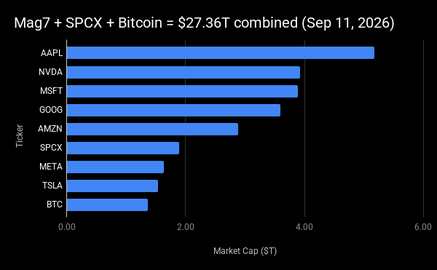 Mag7 + SPCX + Bitcoin = $27.36T combined (Sep 11, 2026)
Ticker
AAPL
NVDA
MSFT
GOOG
AMZN
SPCX
META
TSLA
BTC
0.00 2.00 4.00 6.00
Market Cap ($T)